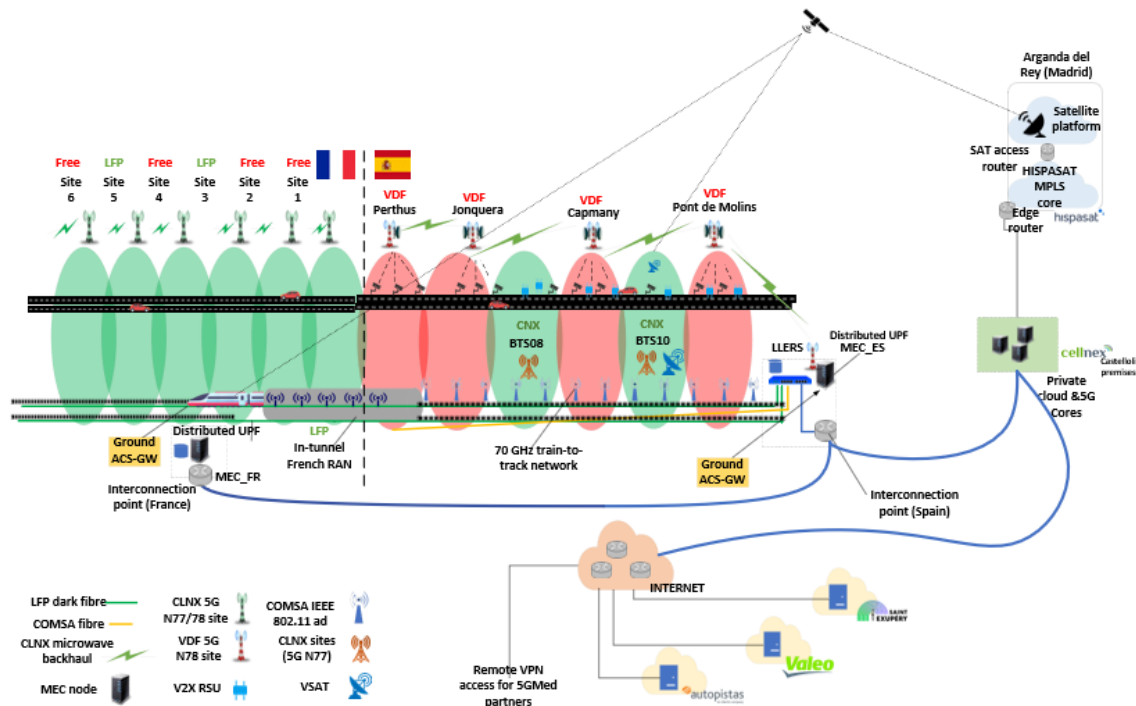 Arganda del
Rey (Madrid)
Satellite
platform
SAT access
router
HISPASAT
MPLS
core
hispasat
Edge
router
Free LFP Free LFP Free Free
Site Site Site Site Site Site
6 5 4 3 2 1
VDF
Perthus
VDF
Jonquera
VDF
Capmany
VDF
Pont de Molins
CNX
BTS08
CNX
BTS10
LLERS
Distributed UPF
MEC_ES
cellnex
Castelloli
premises
Private
cloud &5G
Cores
Ground
ACS-GW
Distributed UPF
MEC_FR
Interconnection
point (France)
LFP
In-tunnel
French RAN
70 GHz train-to-
track network
Ground
ACS-GW
Interconnection
point (Spain)
INTERNET
SAINT
EXUPERY
Valeo
autopistas
Remote VPN
access for 5GMed
partners
LFP dark fibre
COMSA fibre
CLNX microwave
backhaul
MEC node
CLNX 5G
N77/78 site
VDF 5G
N78 site
V2X RSU
COMSA IEEE
802.11 ad
CLNX sites
(5G N77)
VSAT